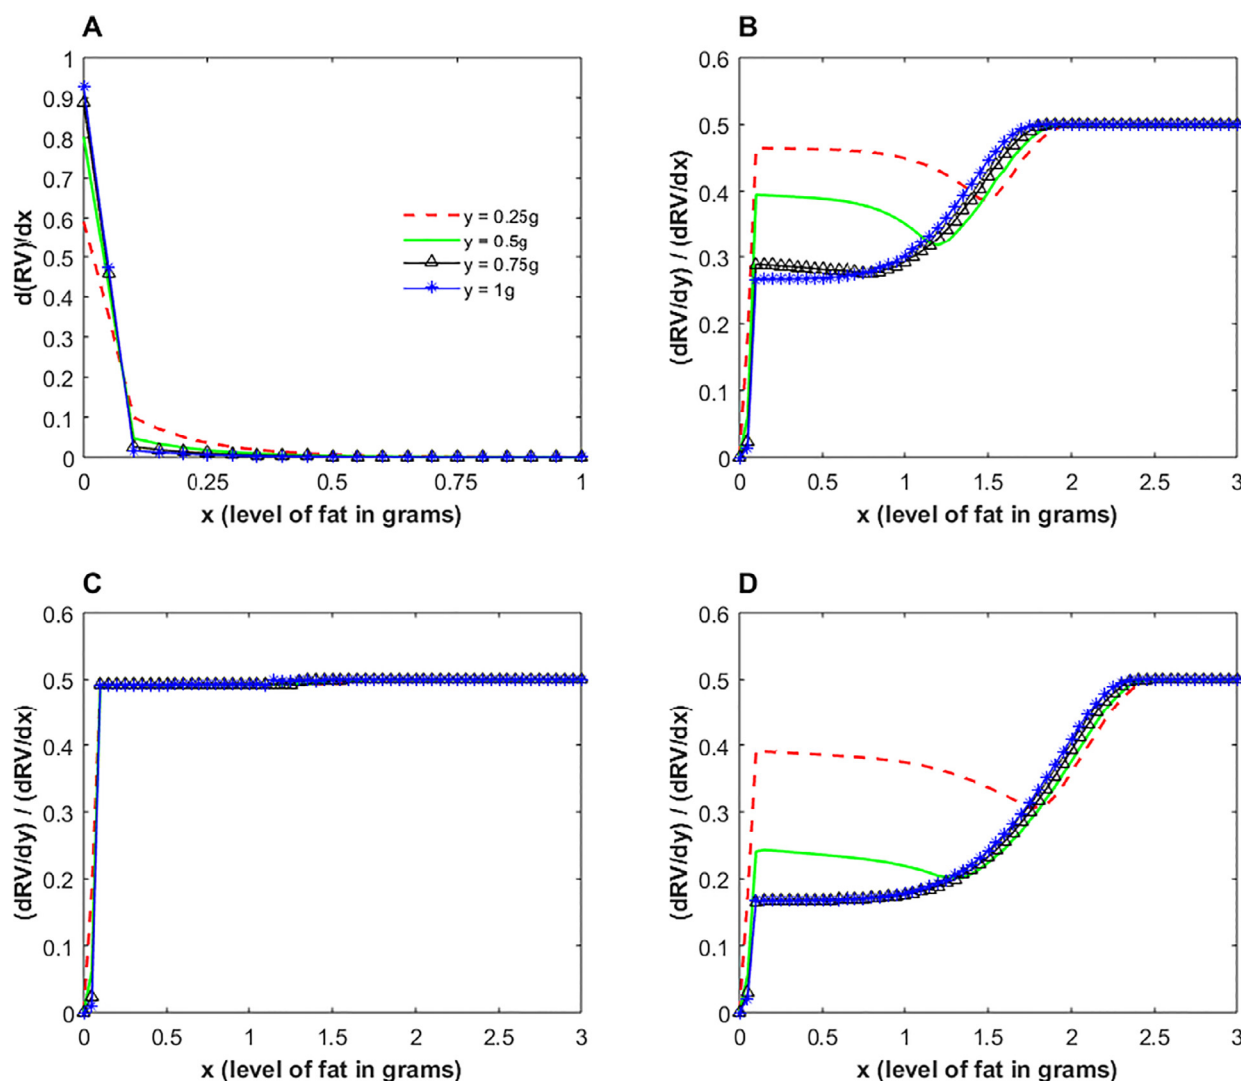 A
d(RV)/dx
1
0.9
0.8
0.7
0.6
0.5
0.4
0.3
0.2
0.1
0
y = 0.25g
y = 0.5g
y = 0.75g
y = 1g
0 0.25 0.5 0.75 1
x (level of fat in grams)
B
(dRV/dy) / (dRV/dx)
0.6
0.5
0.4
0.3
0.2
0.1
0
0 0.5 1 1.5 2 2.5 3
x (level of fat in grams)
C
(dRV/dy) / (dRV/dx)
0.6
0.5
0.4
0.3
0.2
0.1
0
0 0.5 1 1.5 2 2.5 3
x (level of fat in grams)
D
(dRV/dy) / (dRV/dx)
0.6
0.5
0.4
0.3
0.2
0.1
0
0 0.5 1 1.5 2 2.5 3
x (level of fat in grams)